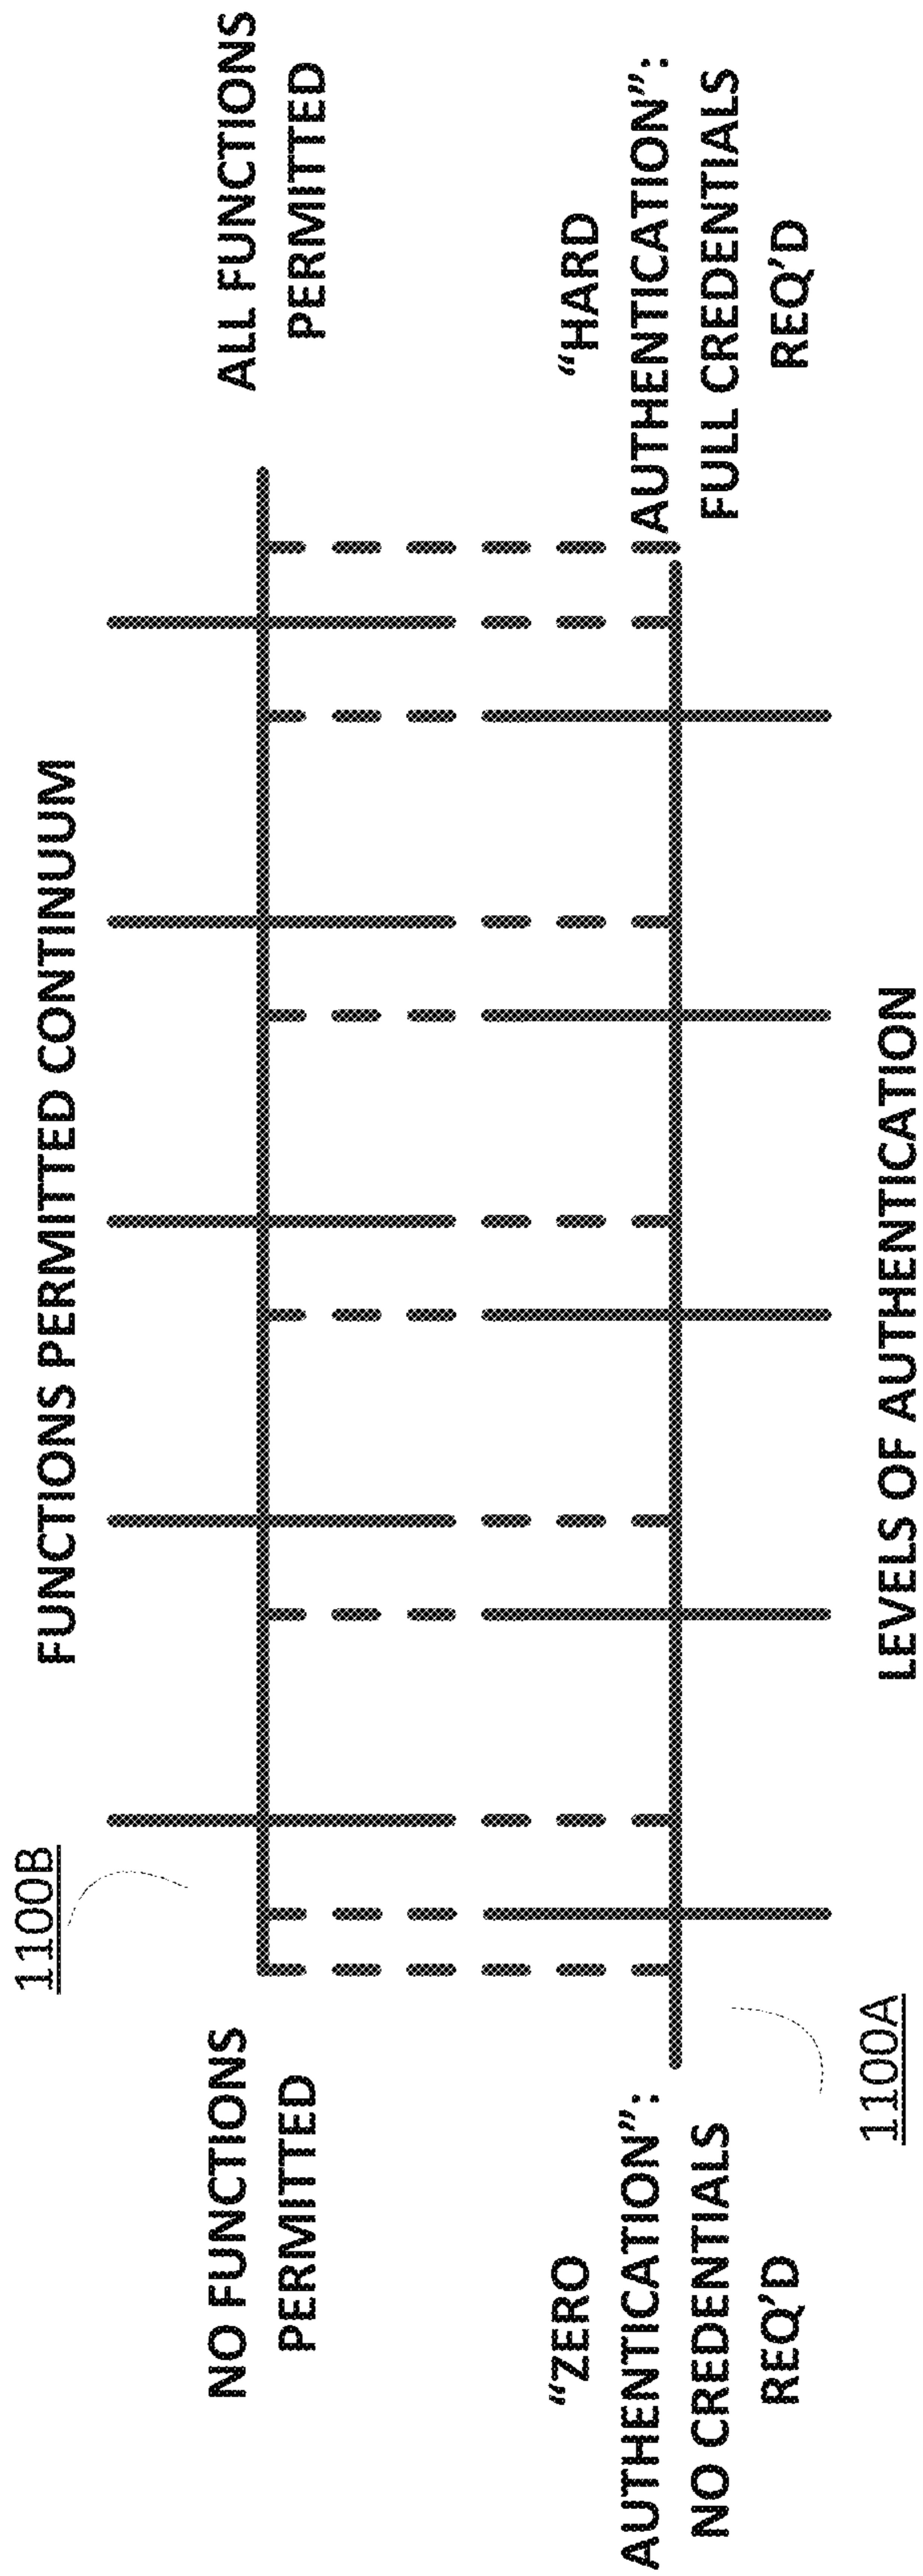 FUNCTIONS PERMITTED CONTINUUM
1100B
NO FUNCTIONS
PERMITTED
ALL FUNCTIONS
PERMITTED
“ZERO
AUTHENTICATION”:
NO CREDENTIALS
REQ’D
“HARD
AUTHENTICATION”:
FULL CREDENTIALS
REQ’D
1100A
LEVELS OF AUTHENTICATION